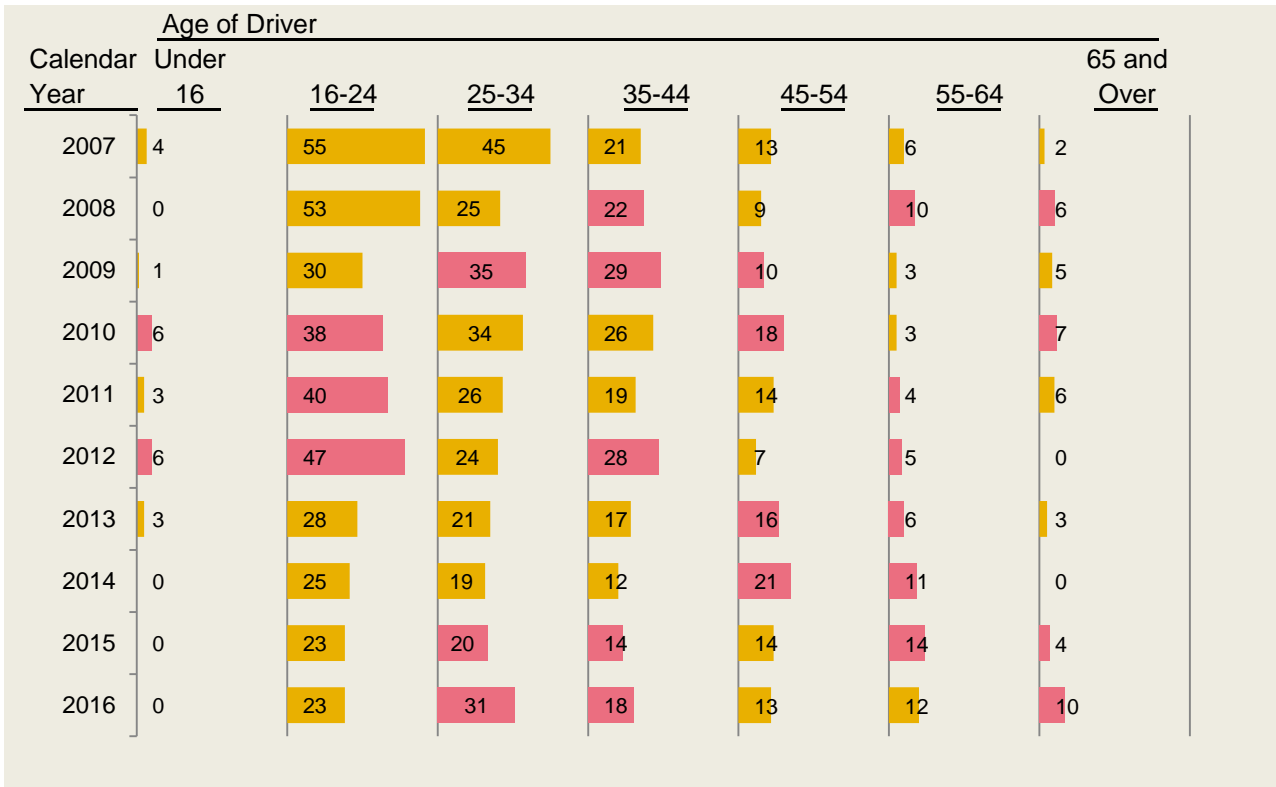 Age of Driver
Calendar Under 65 and
Year 16 16-24 25-34 35-44 45-54 55-64 Over
2007 4 55 45 21 13 6 2
2008 0 53 25 22 9 10 6
2009 1 30 35 29 10 3 5
2010 6 38 34 26 18 3 7
2011 3 40 26 19 14 4 6
2012 6 47 24 28 7 5 0
2013 3 28 21 17 16 6 3
2014 0 25 19 12 21 11 0
2015 0 23 20 14 14 14 4
2016 0 23 31 18 13 12 10